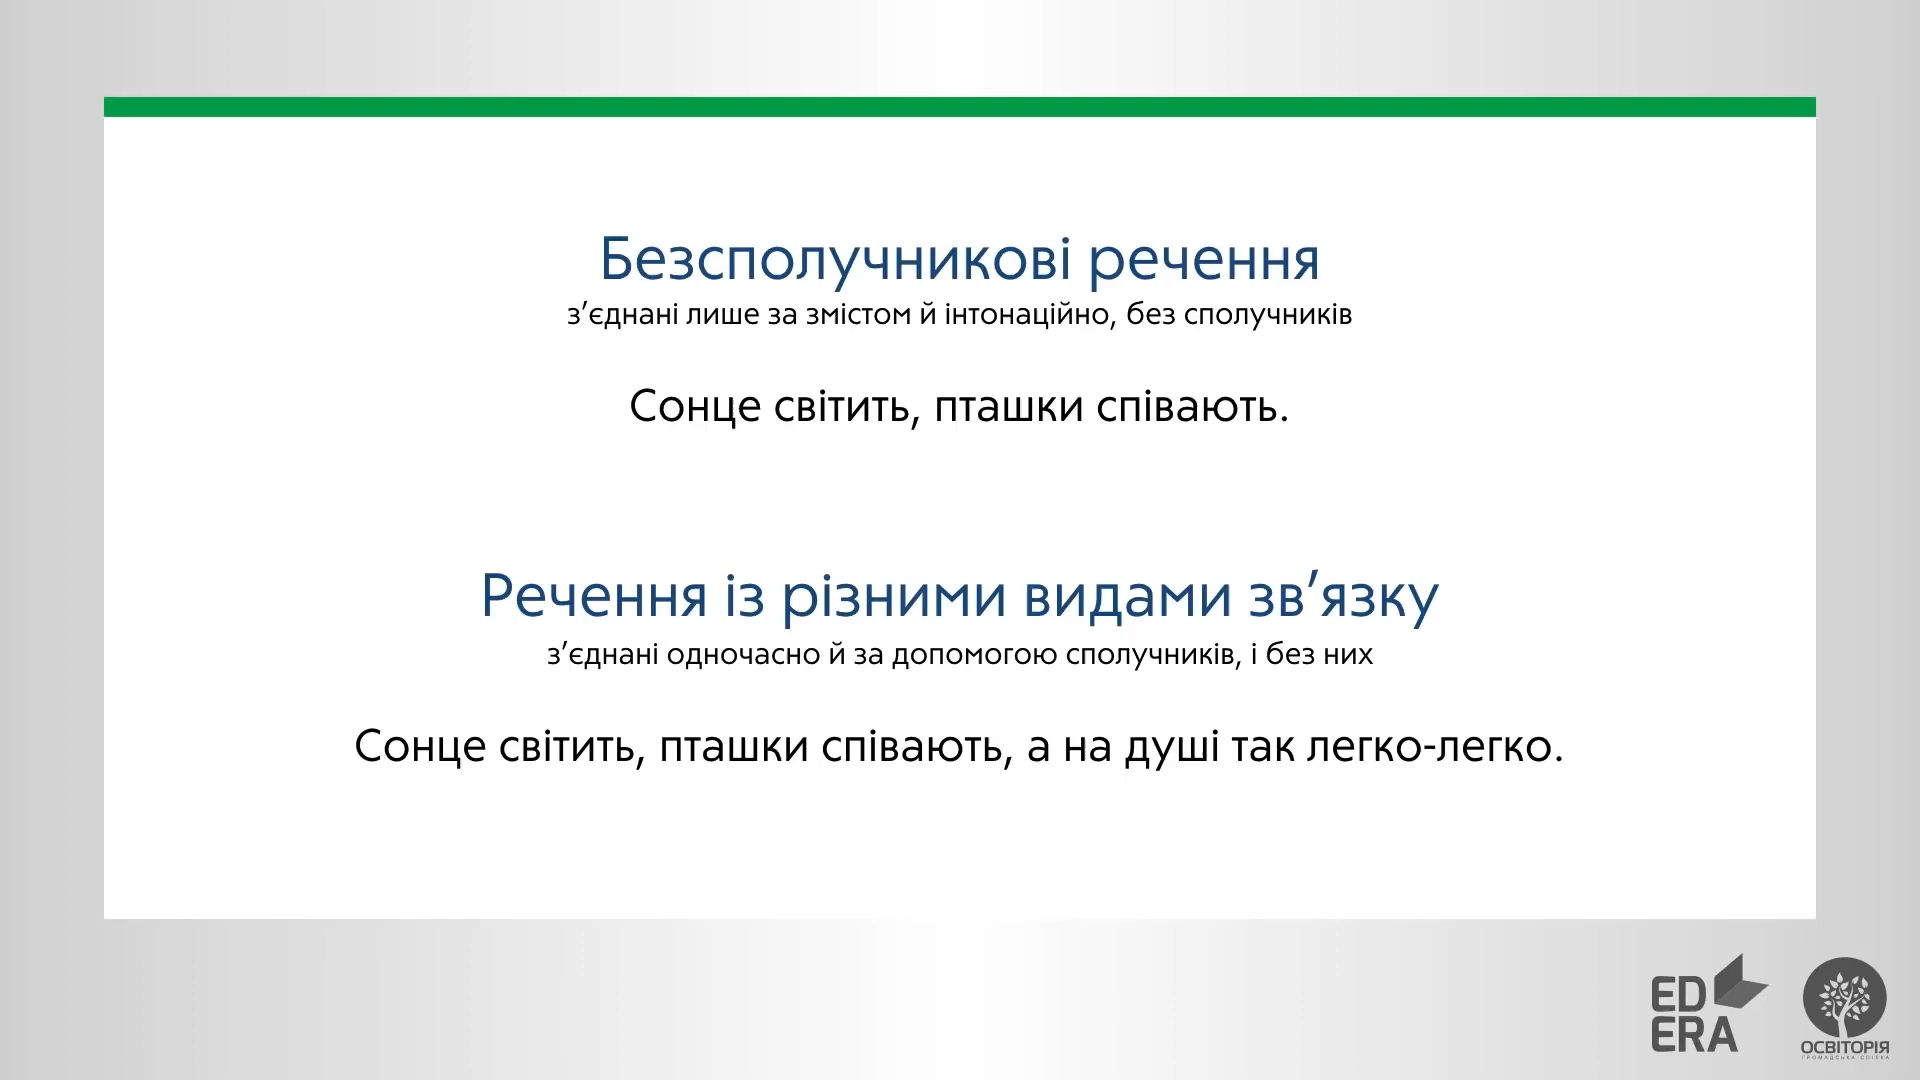 Безсполучникові речення
з’єднані лише за змістом й інтонаційно, без сполучників
Сонце світить, пташки співають.
Речення із різними видами зв’язку
з’єднані одночасно й за допомогою сполучників, і без них
Сонце світить, пташки співають, а на душі так легко-легко.
ED
ERA
ОСВІТОРІЯ
ГРОМАДСЬКА СПІЛКА